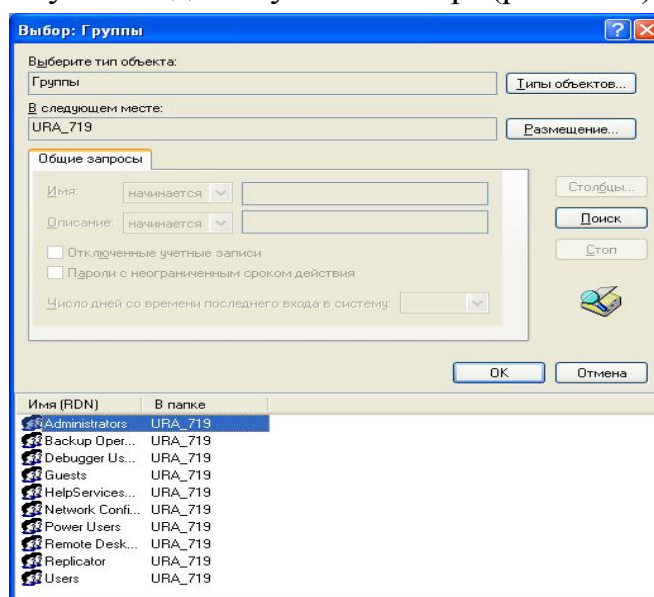 Выбор: Группы
Выберите тип объекта:
Группы
Типы объектов...
В следующем месте:
URA_719
Размещение...
Общие запросы
Имя: начинается
Столбцы...
Описание: начинается
Поиск
Отключенные учетные записи
Стоп
Пароли с неограниченным сроком действия
Число дней со времени последнего входа в систему:
OK Отмена
Имя (RDN) В папке
Administrators URA_719
Backup Oper... URA_719
Debugger Us... URA_719
Guests URA_719
HelpServices... URA_719
Network Confi... URA_719
Power Users URA_719
Remote Desk... URA_719
Replicator URA_719
Users URA_719